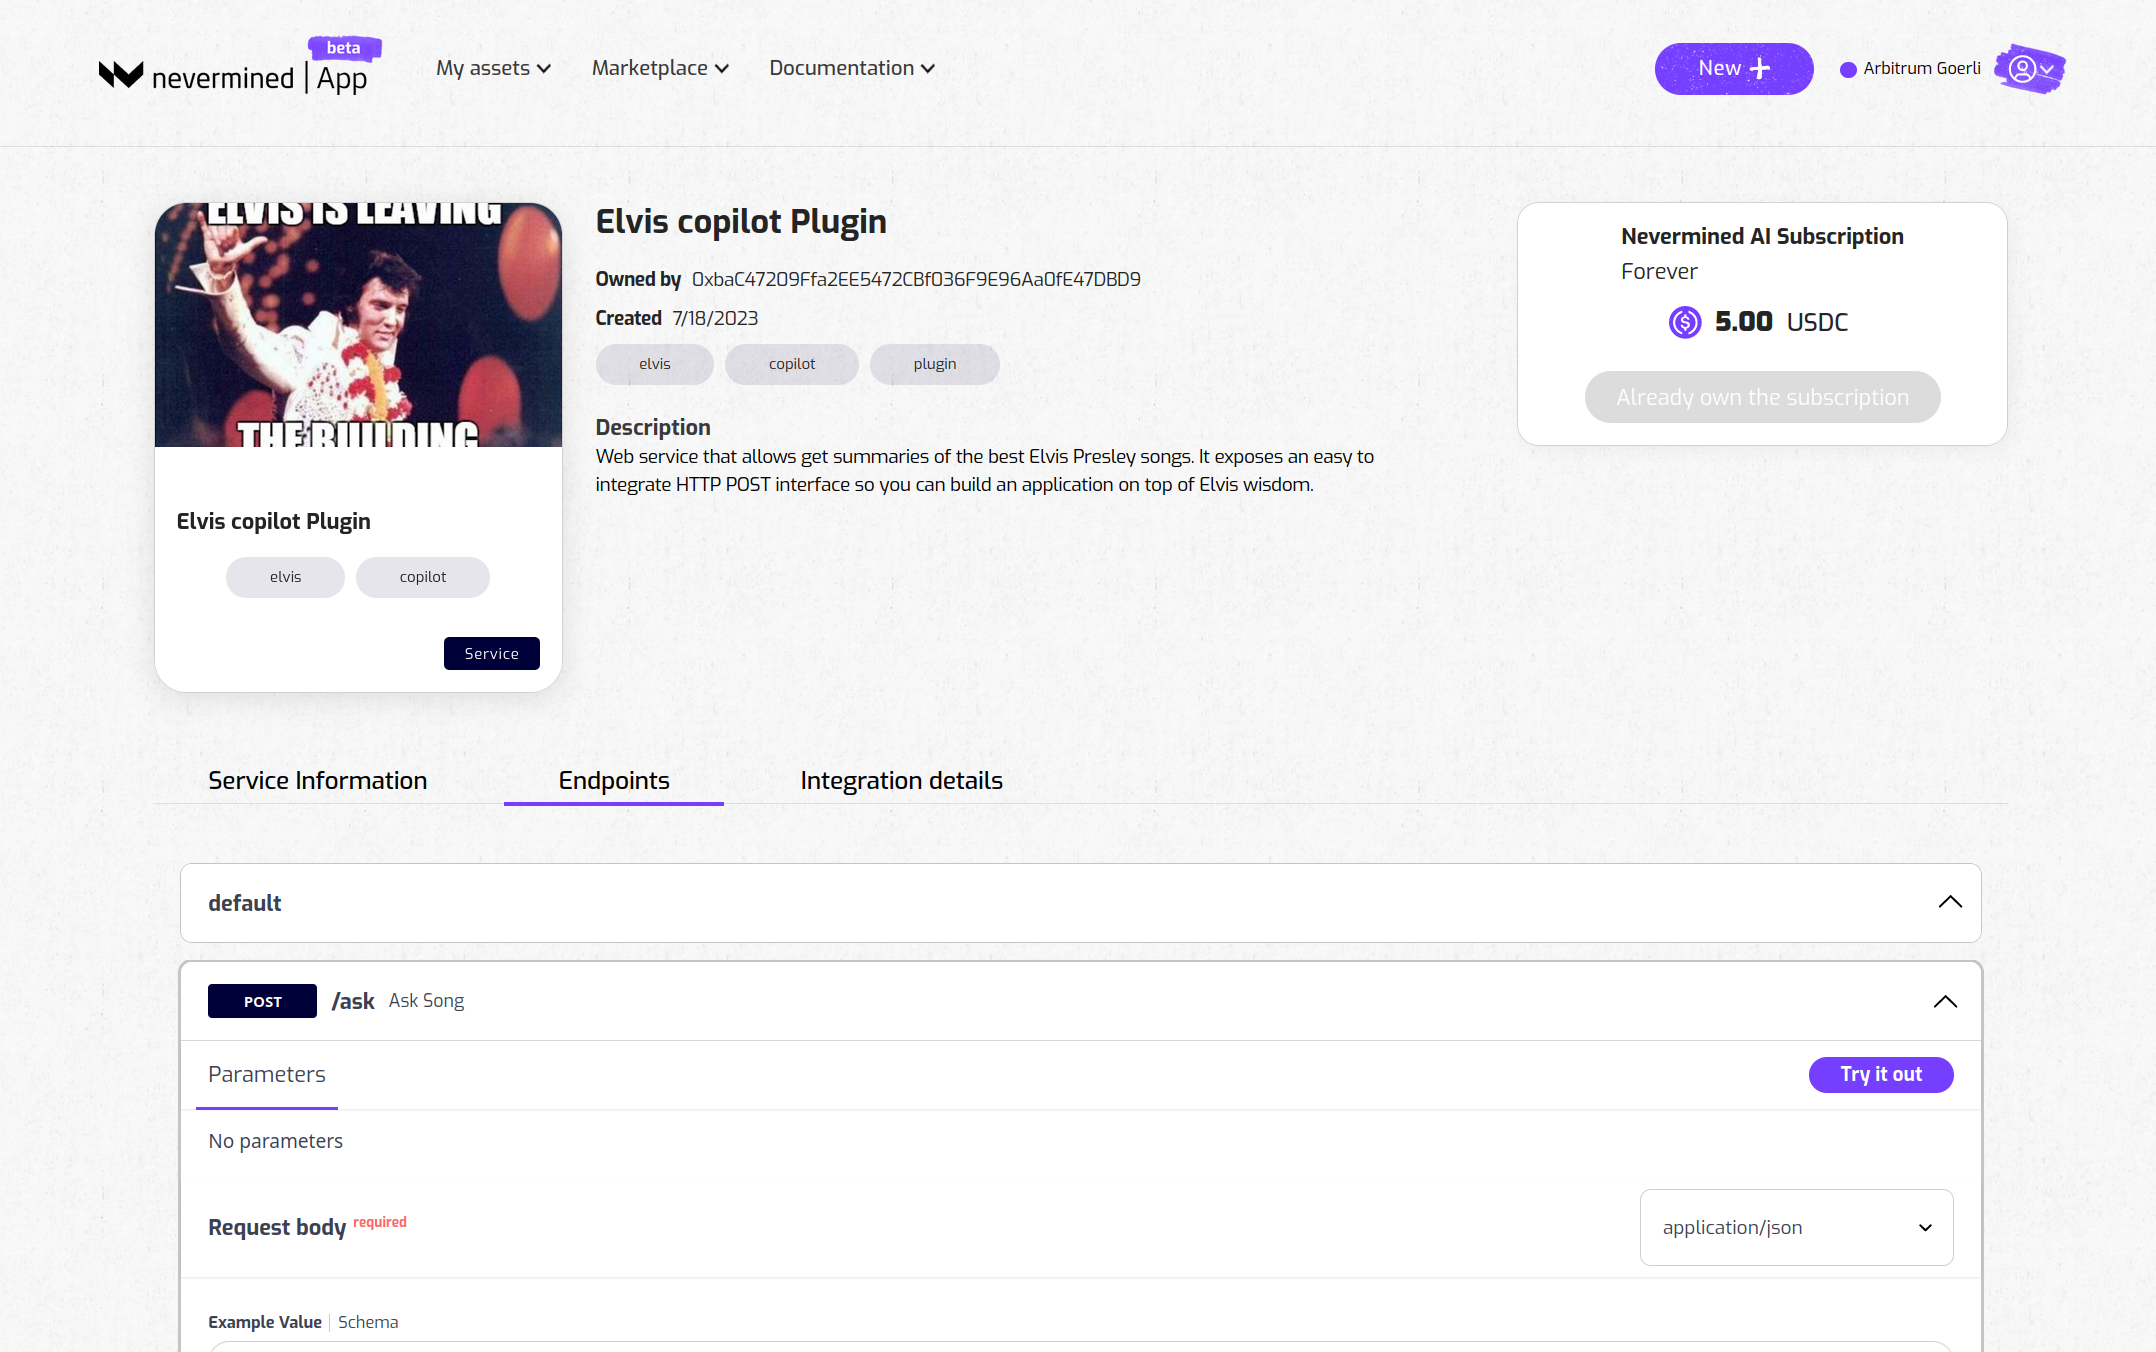 beta
nevermined | App
My assets
Marketplace
Documentation
New
Arbitrum Goerli
ELVIS IS LEAVING
THE BUILDING
Elvis copilot Plugin
elvis
copilot
Service
Elvis copilot Plugin
Owned by 0xbaC47209Ffa2EE5472CBf036F9E96Aa0fE47DBD9
Created 7/18/2023
elvis
copilot
plugin
Description
Web service that allows get summaries of the best Elvis Presley songs. It exposes an easy to
integrate HTTP POST interface so you can build an application on top of Elvis wisdom.
Nevermined AI Subscription
Forever
5.00 USDC
Already own the subscription
Service Information
Endpoints
Integration details
default
POST /ask Ask Song
Parameters
Try it out
No parameters
Request body required
application/json
Example Value | Schema